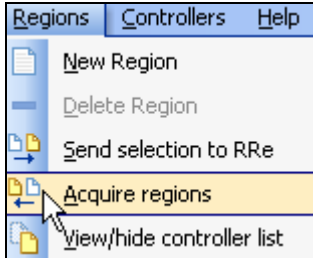 Regions Controllers Help
New Region
Delete Region
Send selection to RRe
Acquire regions
View/hide controller list